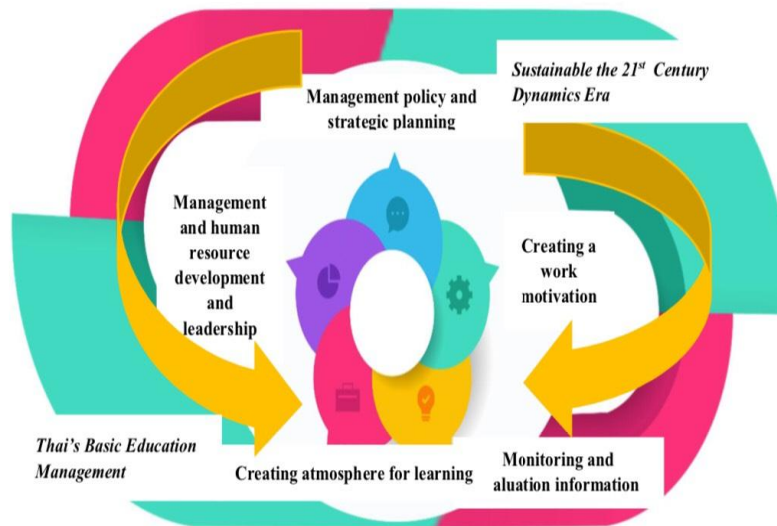 Sustainable the 21st Century
Dynamics Era
Management policy and
strategic planning
Management
and human
resource
development
and
leadership
Creating a
work
motivation
Thai's Basic Education
Management
Creating atmosphere for learning
Monitoring and
aluation information